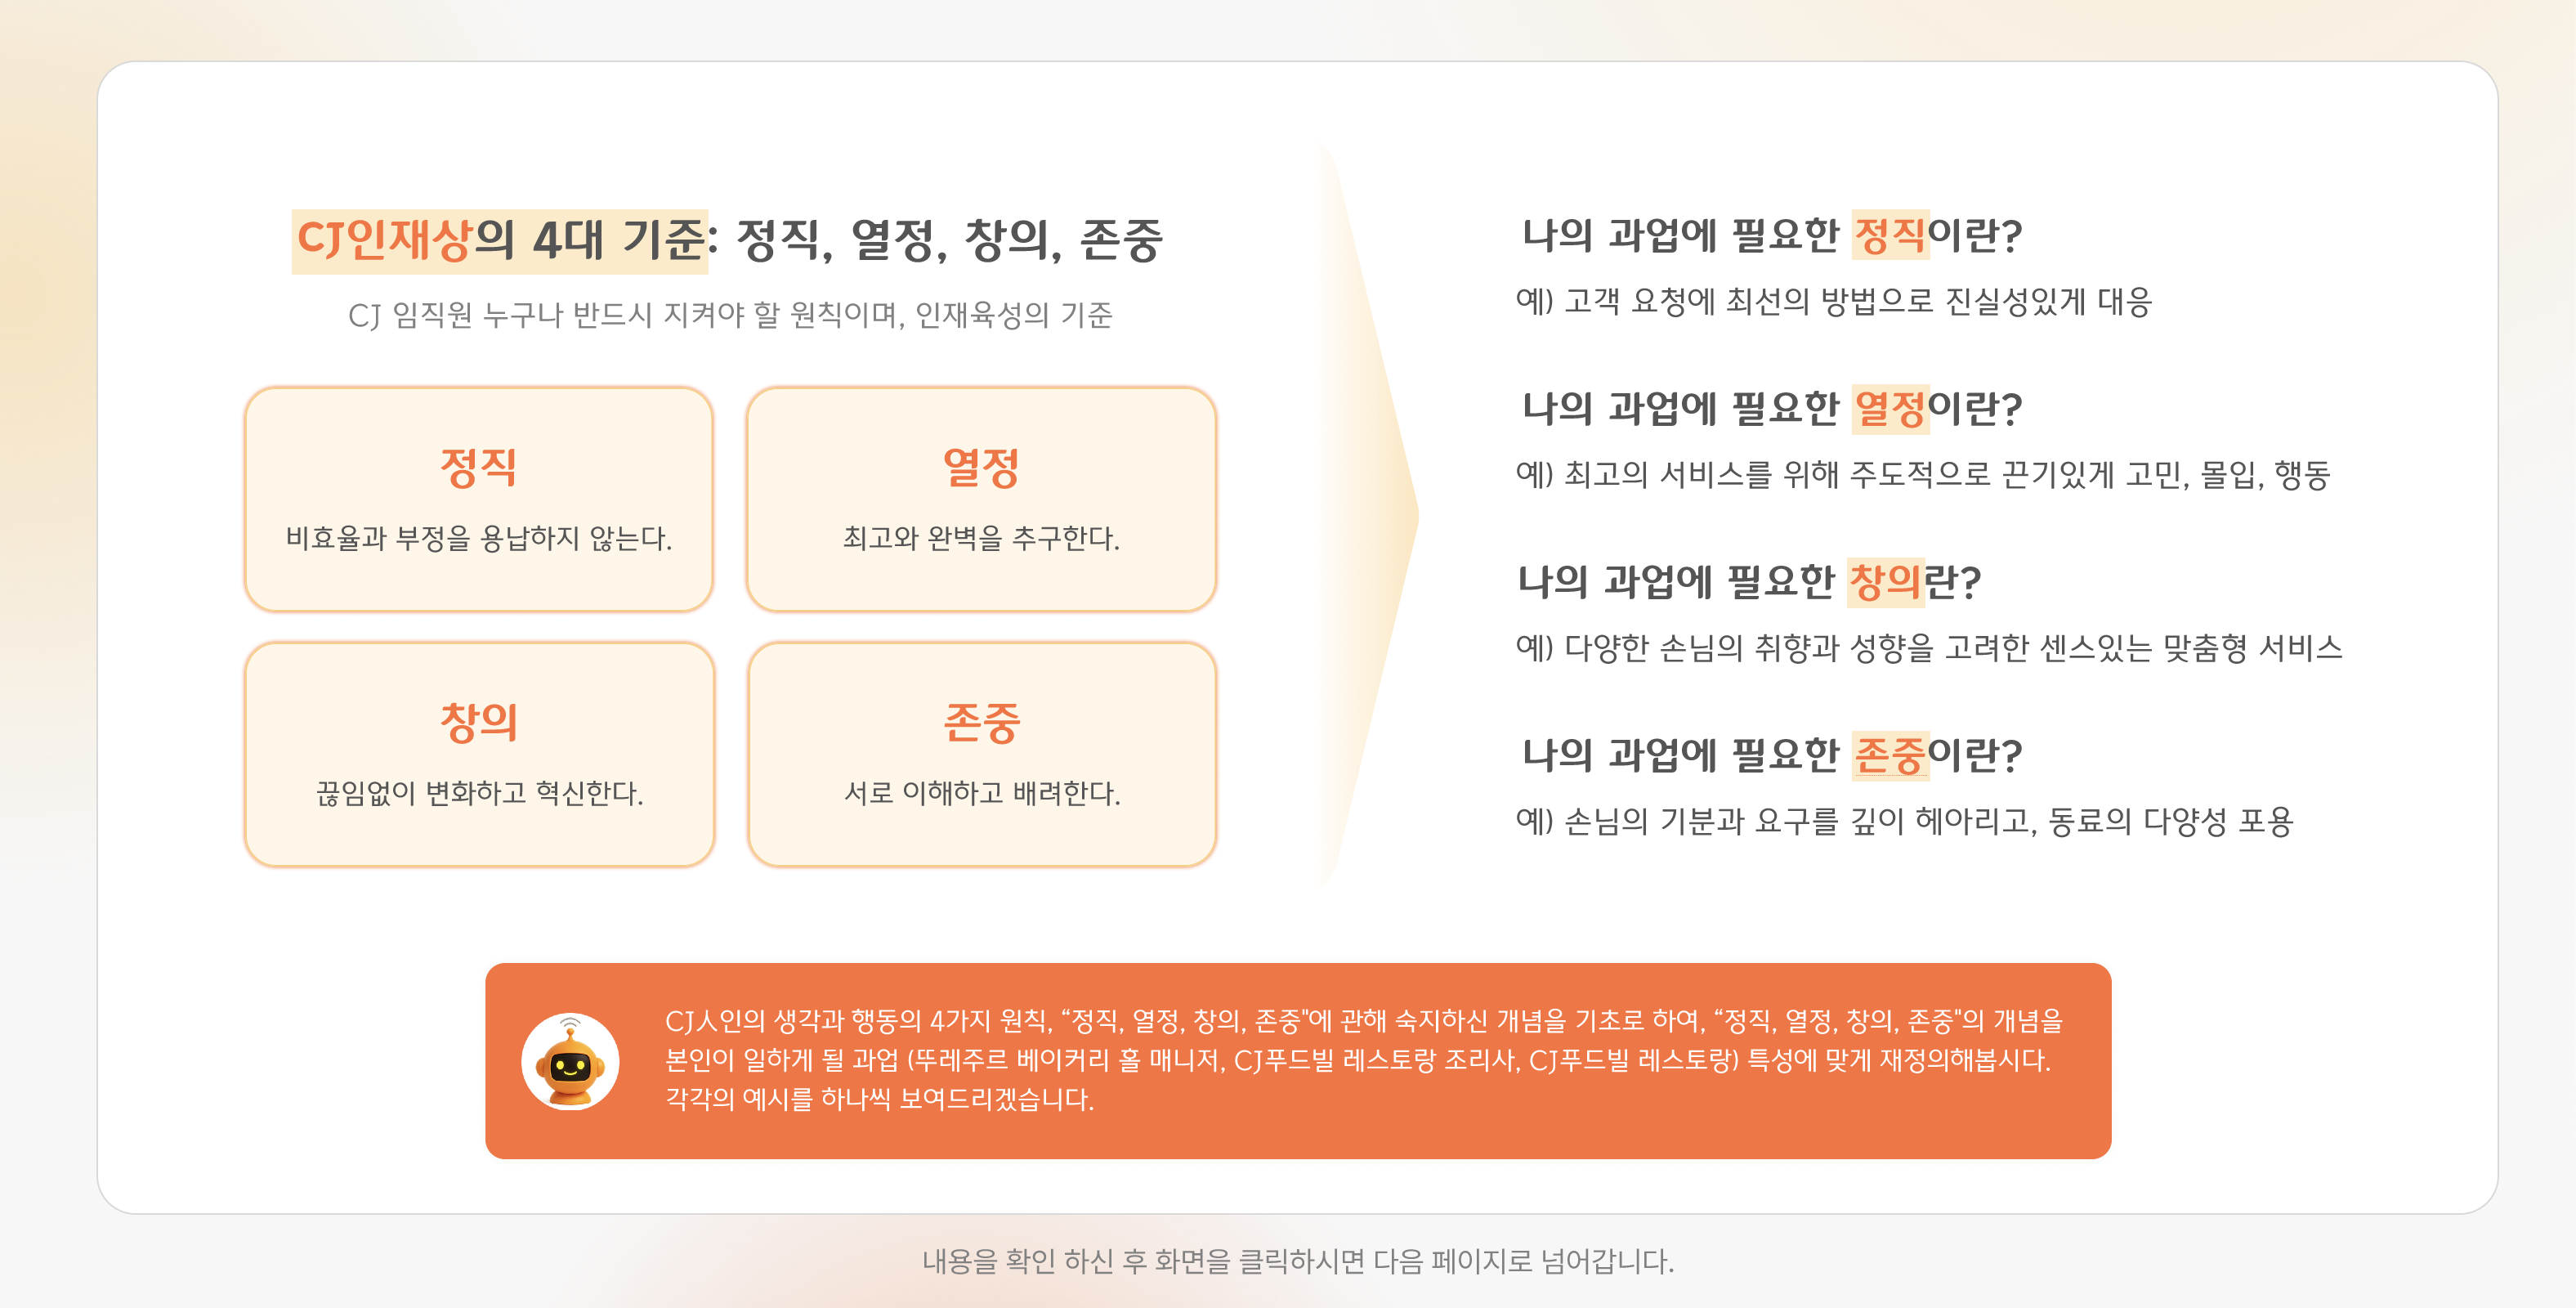 CJ인재상의 4대 기준: 정직, 열정, 창의, 존중
CJ 임직원 누구나 반드시 지켜야 할 원칙이며, 인재육성의 기준
정직
비효율과 부정을 용납하지 않는다.
열정
최고와 완벽을 추구한다.
창의
끊임없이 변화하고 혁신한다.
존중
서로 이해하고 배려한다.
나의 과업에 필요한 정직이란?
예) 고객 요청에 최선의 방법으로 진실성있게 대응
나의 과업에 필요한 열정이란?
예) 최고의 서비스를 위해 주도적으로 끈기있게 고민, 몰입, 행동
나의 과업에 필요한 창의란?
예) 다양한 손님의 취향과 성향을 고려한 센스있는 맞춤형 서비스
나의 과업에 필요한 존중이란?
예) 손님의 기분과 요구를 깊이 헤아리고, 동료의 다양성 포용
CJ人인의 생각과 행동의 4가지 원칙, “정직, 열정, 창의, 존중"에 관해 숙지하신 개념을 기초로 하여, “정직, 열정, 창의, 존중"의 개념을
본인이 일하게 될 과업 (뚜레주르 베이커리 홀 매니저, CJ푸드빌 레스토랑 조리사, CJ푸드빌 레스토랑) 특성에 맞게 재정의해봅시다.
각각의 예시를 하나씩 보여드리겠습니다.
내용을 확인 하신 후 화면을 클릭하시면 다음 페이지로 넘어갑니다.